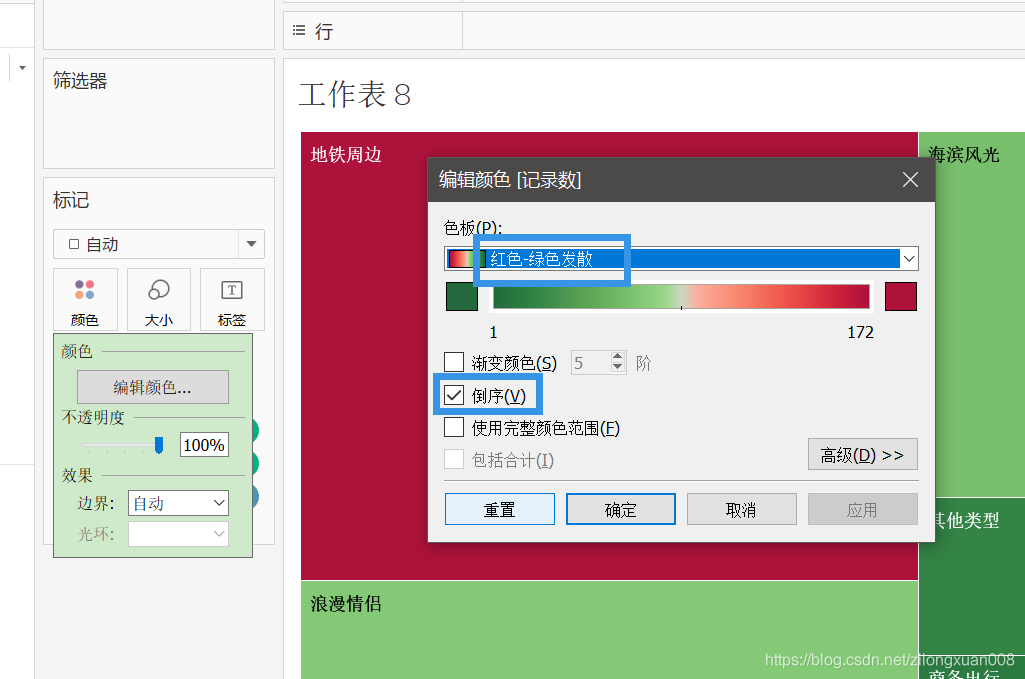 行
筛选器
工作表 8
标记
自动
颜色
大小
标签
颜色
编辑颜色...
不透明度
100%
效果
边界:
自动
光环:
地铁周边
海滨风光
其他类型
浪漫情侣
商务出行
编辑颜色 [记录数]
色板(P):
红色-绿色发散
1
172
渐变颜色(S)
5
阶
倒序(V)
使用完整颜色范围(F)
包括合计(I)
高级(D) >>
重置
确定
取消
应用
https://blog.csdn.net/zifongxuan008